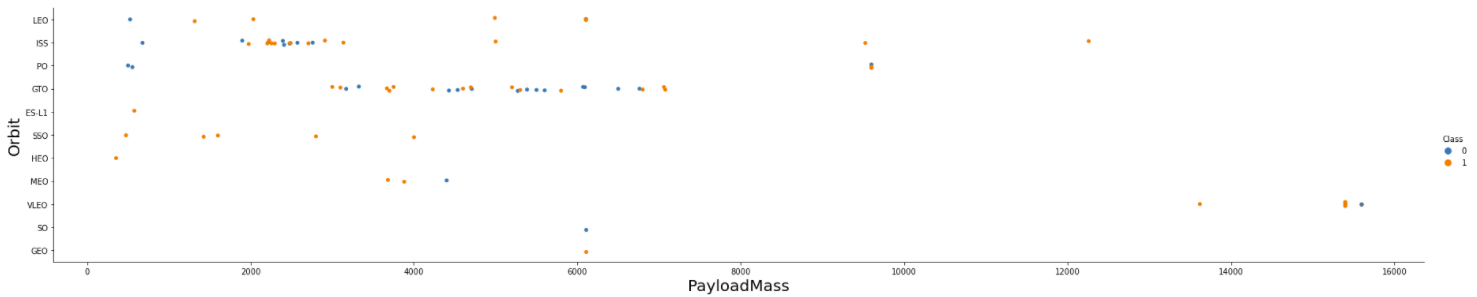 LEO
ISS
PO
GTO
ES-L1
SSO
HEO
MEO
VLEO
SO
GEO
Orbit
0
2000
4000
6000
8000
10000
12000
14000
16000
PayloadMass
Class
0
1